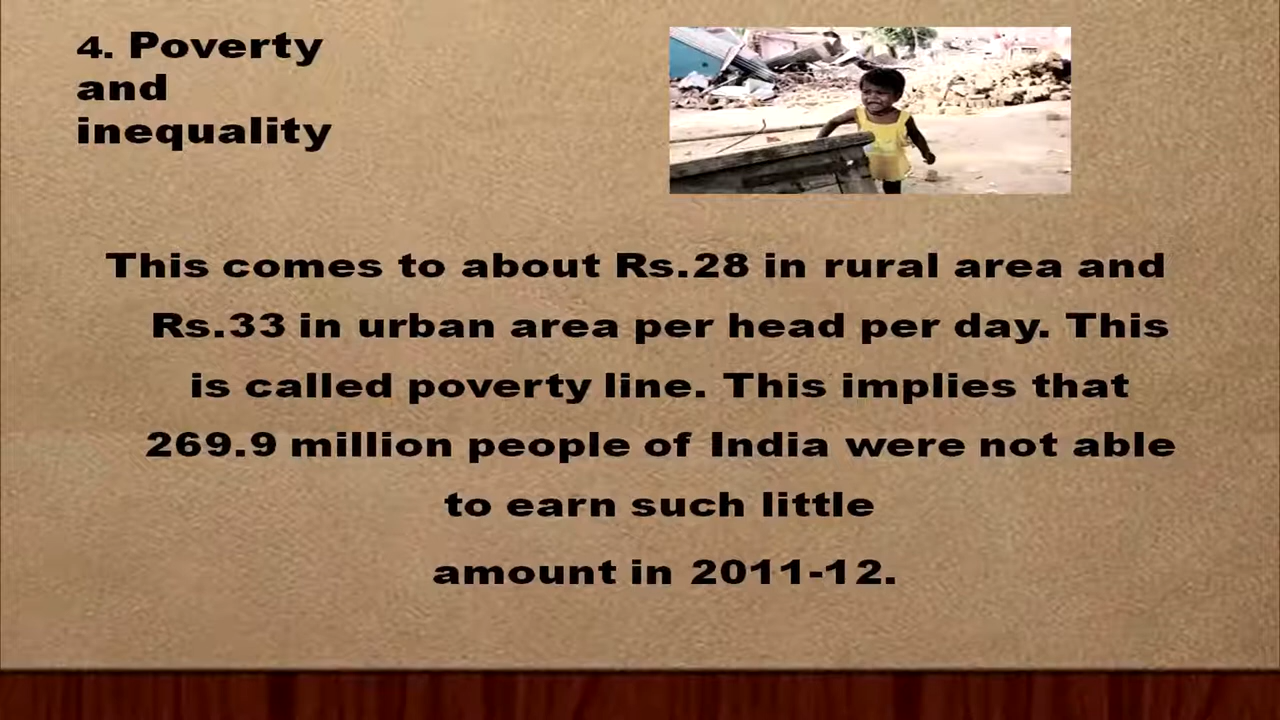 4. Poverty
and
inequality
This comes to about Rs.28 in rural area and
Rs.33 in urban area per head per day. This
is called poverty line. This implies that
269.9 million people of India were not able
to earn such little
amount in 2011-12.